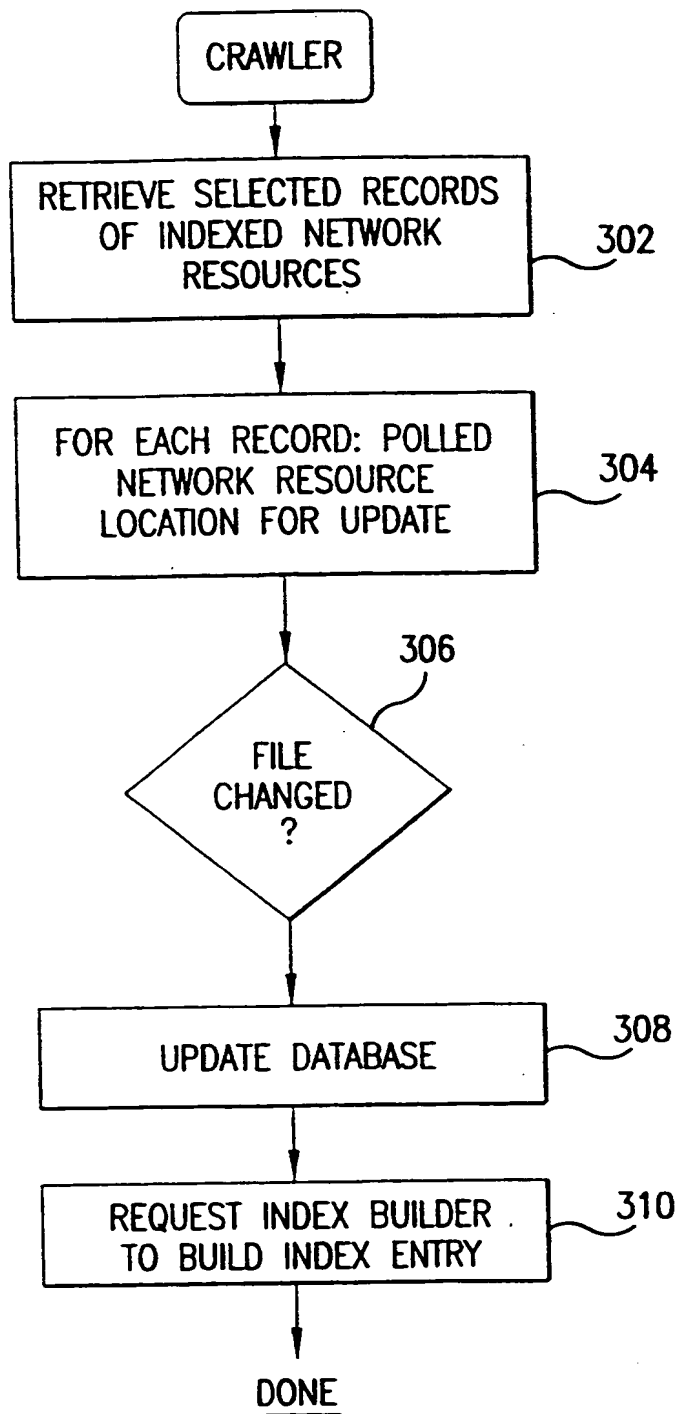 CRAWLER
RETRIEVE SELECTED RECORDS
OF INDEXED NETWORK
RESOURCES
302
FOR EACH RECORD: POLLED
NETWORK RESOURCE
LOCATION FOR UPDATE
304
306
FILE
CHANGED
?
UPDATE DATABASE
308
REQUEST INDEX BUILDER
TO BUILD INDEX ENTRY
310
DONE